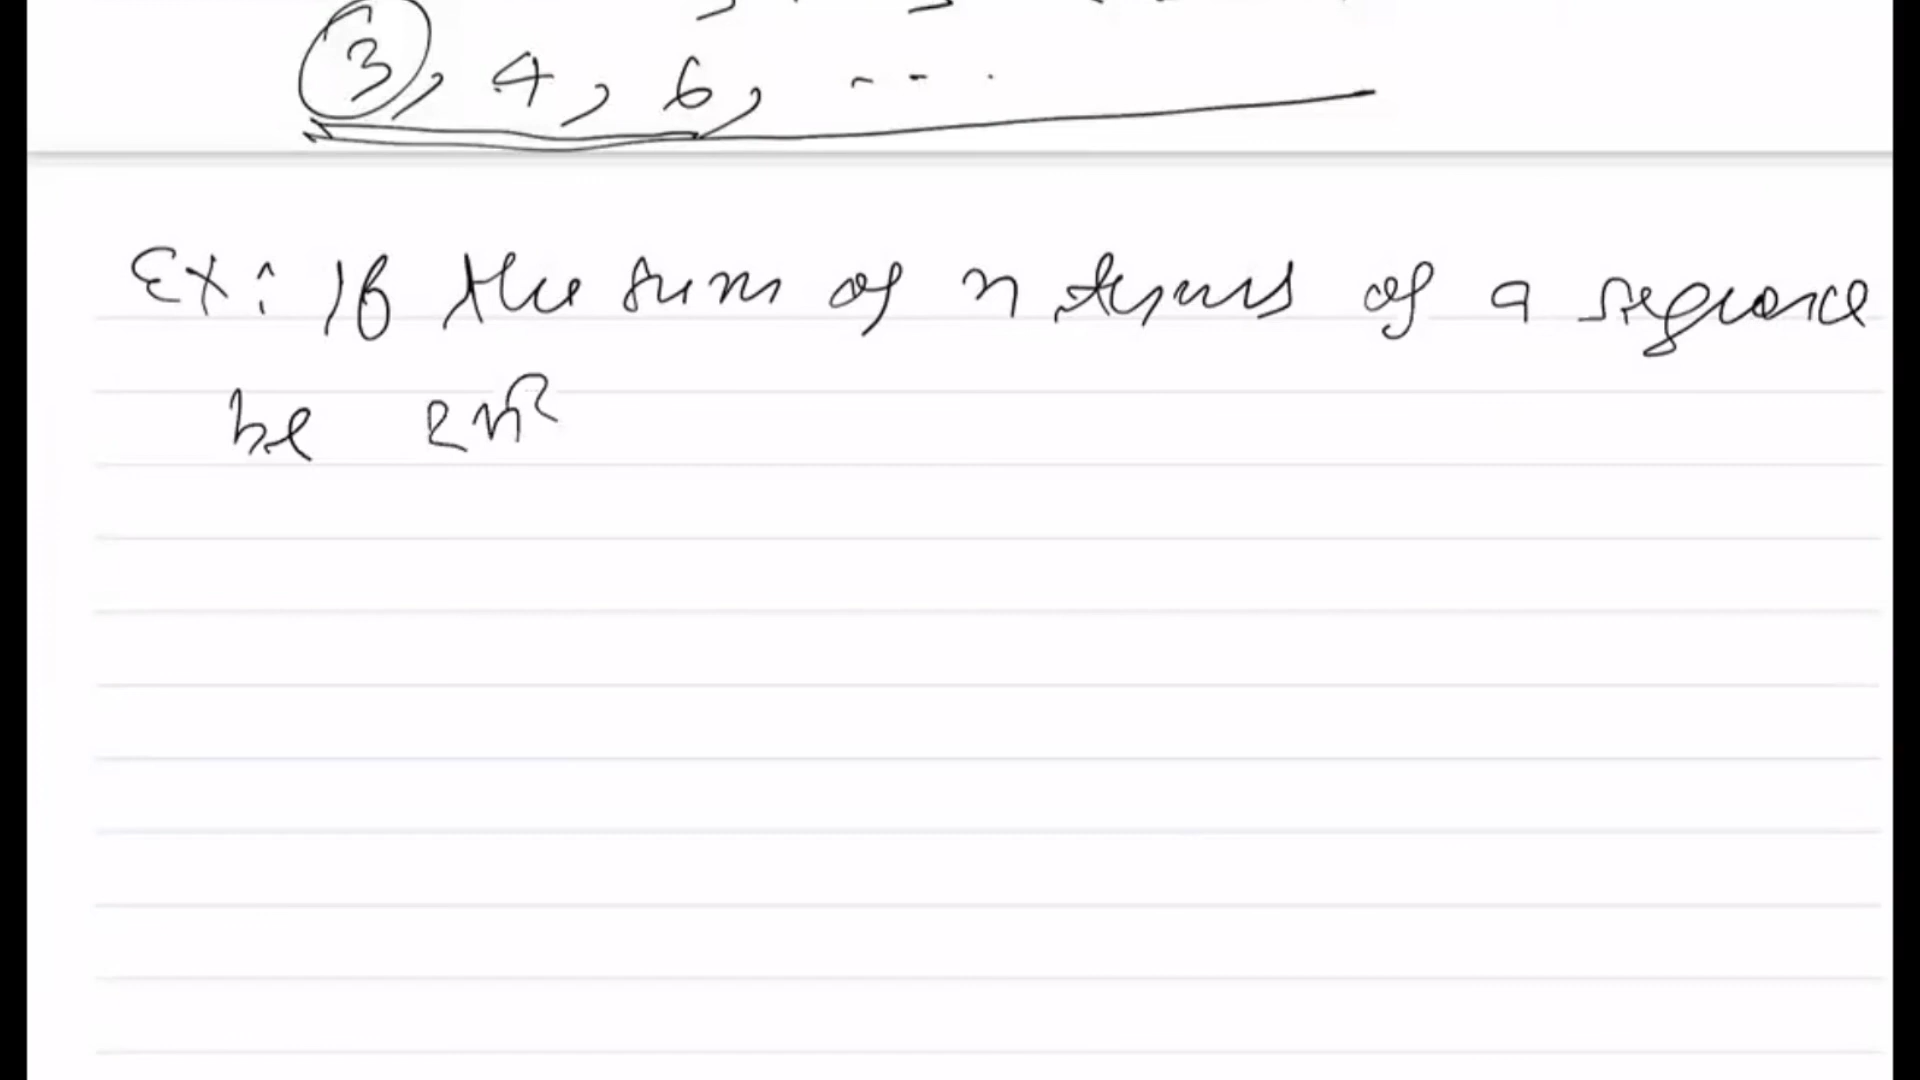 3, 4, 6, ...
Ex: If the sum of n terms of a sequence
be 2n²